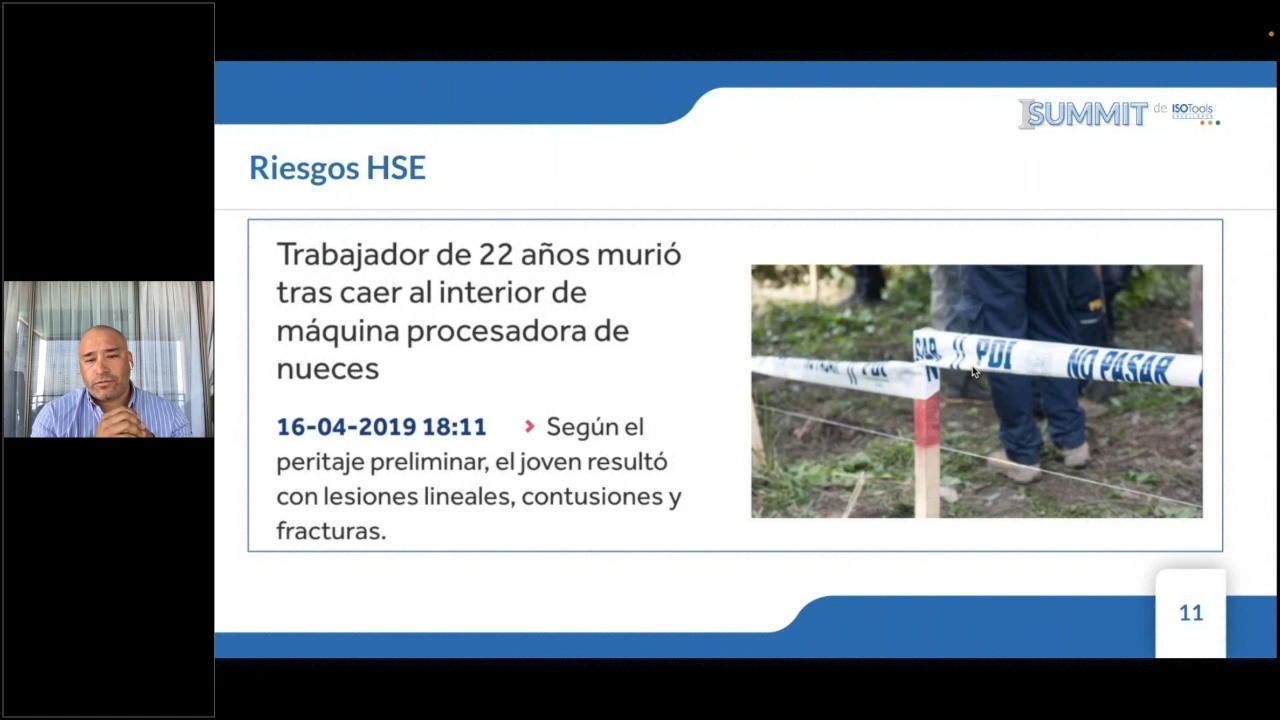 ISUMMIT de ISOTools
Riesgos HSE
Trabajador de 22 años murió
tras caer al interior de
máquina procesadora de
nueces
16-04-2019 18:11 › Según el
peritaje preliminar, el joven resultó
con lesiones lineales, contusiones y
fracturas.
PDI NO PASAR
11